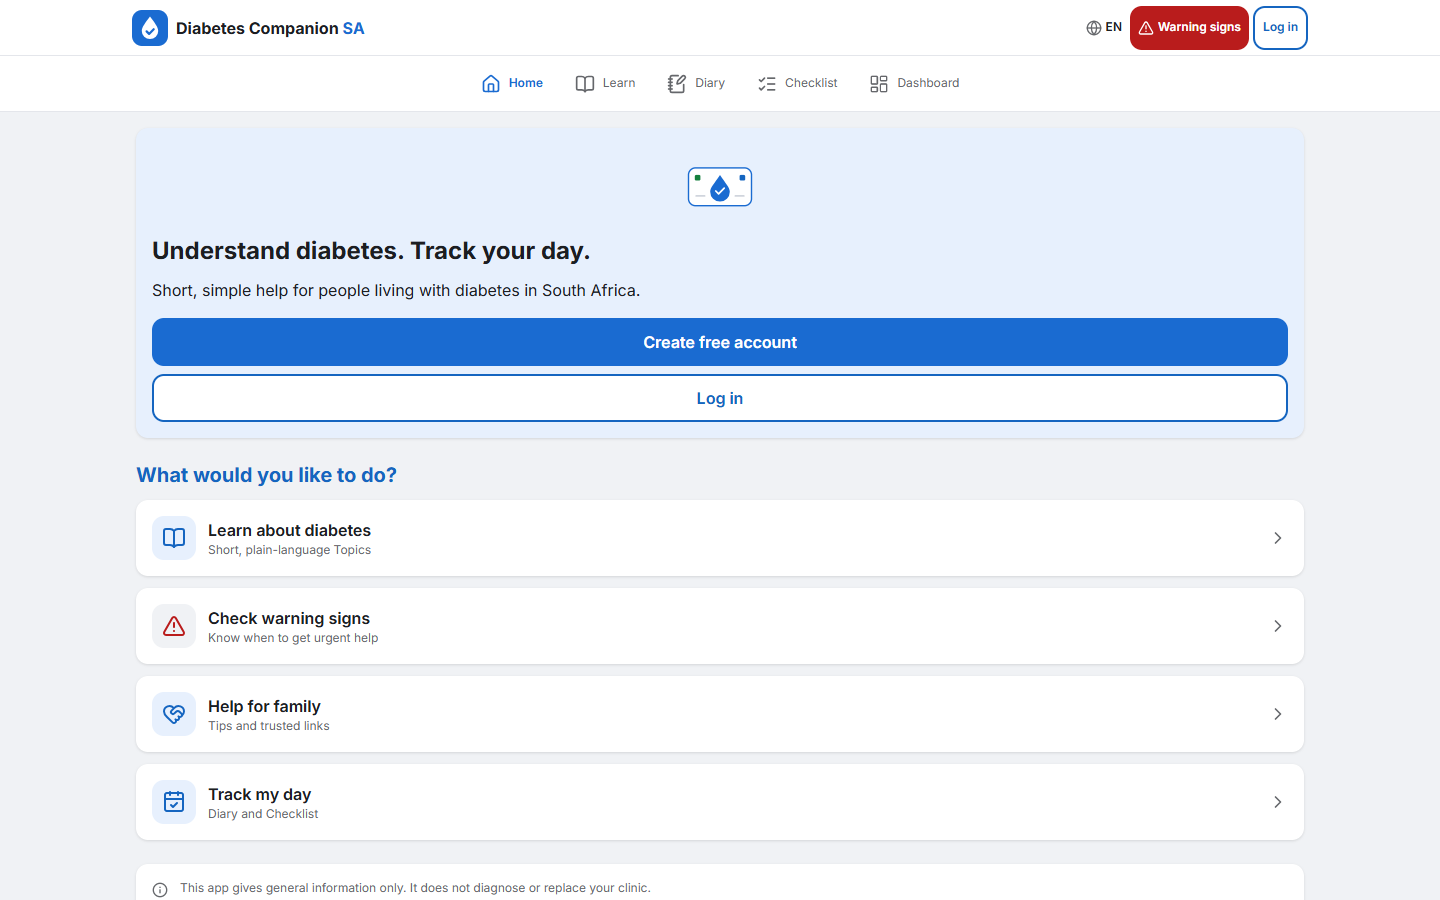 Diabetes Companion SA
EN
Warning signs
Log in
Home
Learn
Diary
Checklist
Dashboard
Understand diabetes. Track your day.
Short, simple help for people living with diabetes in South Africa.
Create free account
Log in
What would you like to do?
Learn about diabetes
Short, plain-language Topics
Check warning signs
Know when to get urgent help
Help for family
Tips and trusted links
Track my day
Diary and Checklist
This app gives general information only. It does not diagnose or replace your clinic.